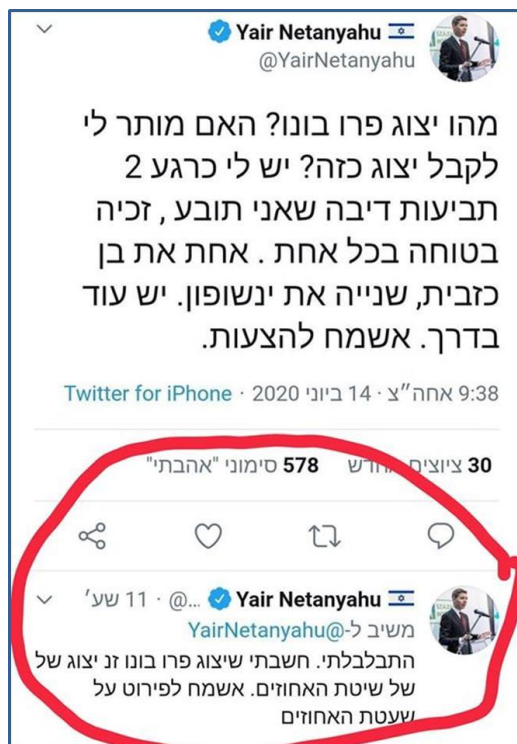 Yair Netanyahu
@YairNetanyahu
מהו יצוג פרו בונו? האם מותר לי
לקבל יצוג כזה? יש לי כרגע 2
תביעות דיבה שאני תובע , זכיה
בטוחה בכל אחת . אחת את בן
כזבית, שנייה את ינשופון. יש עוד
בדרך. אשמח להצעות.
9:38 אחה״צ · 14 ביוני 2020 · Twitter for iPhone
30 ציוצים מחדש 578 סימוני "אהבתי"
Yair Netanyahu @... · 11 שע׳
משיב ל-@YairNetanyahu
התבלבלתי. חשבתי שיצוג פרו בונו זנ יצוג של
של שיטת האחוזים. אשמח לפירוט על
שעטת האחוזים